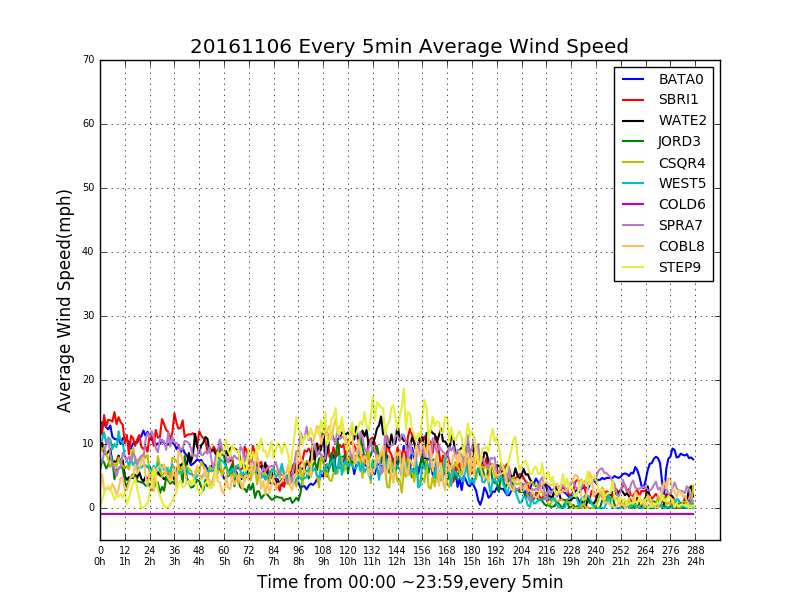 20161106 Every 5min Average Wind Speed
70
60
50
40
30
20
10
0
Average Wind Speed(mph)
BATA0
SBRI1
WATE2
JORD3
CSQR4
WEST5
COLD6
SPRA7
COBL8
STEP9
0 12 24 36 48 60 72 84 96 108 120 132 144 156 168 180 192 204 216 228 240 252 264 276 288
0h 1h 2h 3h 4h 5h 6h 7h 8h 9h 10h 11h 12h 13h 14h 15h 16h 17h 18h 19h 20h 21h 22h 23h 24h
Time from 00:00 ~23:59,every 5min